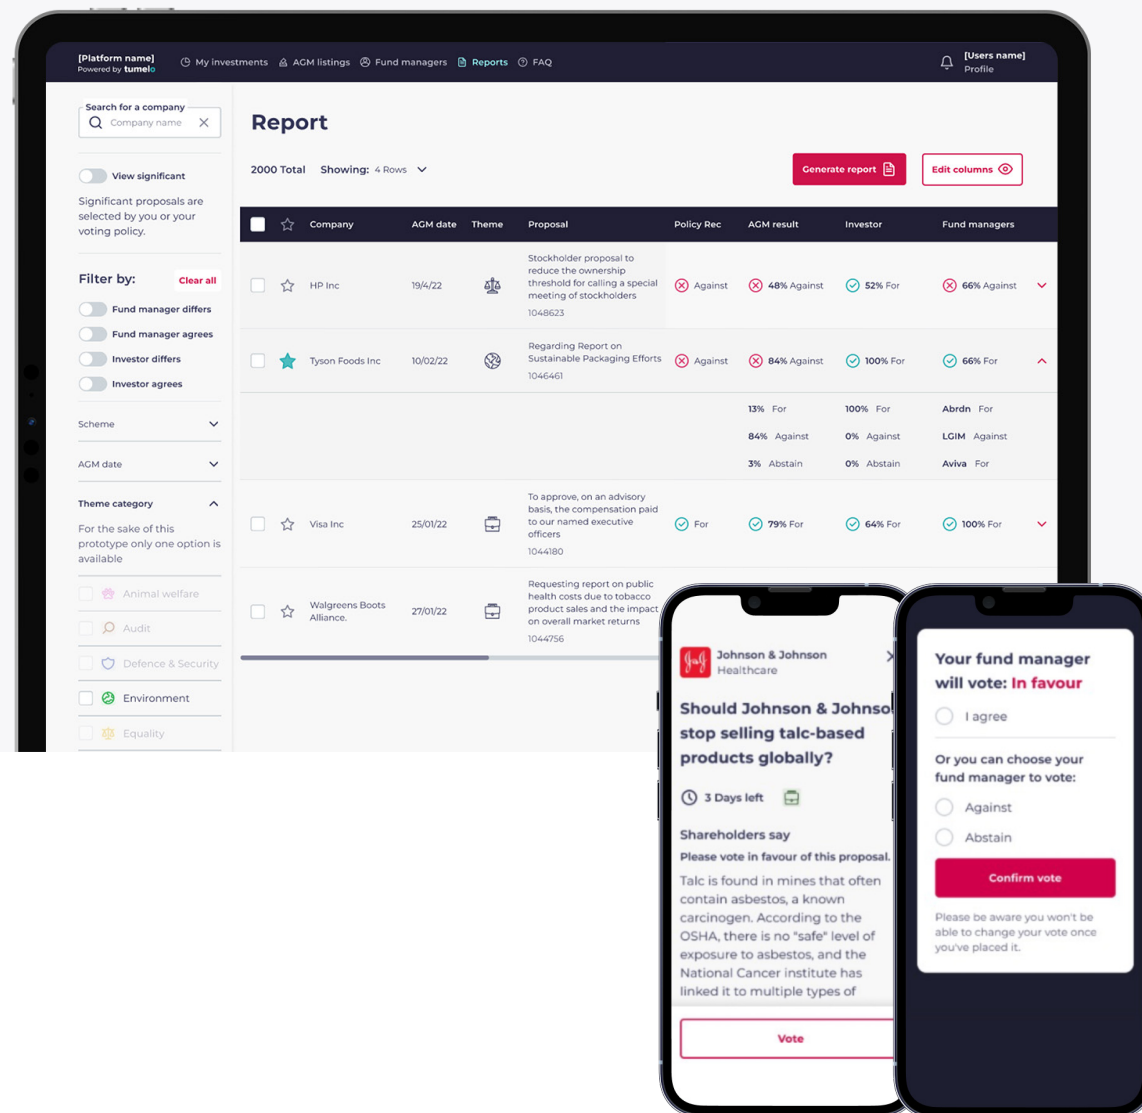 [Platform name]
Powered by tumelo
My investments
AGM listings
Fund managers
Reports
FAQ
[Users name]
Profile
Search for a company
Company name
View significant
Significant proposals are
selected by you or your
voting policy.
Filter by:
Clear all
Fund manager differs
Fund manager agrees
Investor differs
Investor agrees
Scheme
AGM date
Theme category
For the sake of this
prototype only one option is
available
Animal welfare
Audit
Defence & Security
Environment
Equality
Report
2000 Total Showing: 4 Rows
Generate report
Edit columns
Company AGM date Theme Proposal Policy Rec AGM result Investor Fund managers
HP Inc
19/4/22
Stockholder proposal to
reduce the ownership
threshold for calling a special
meeting of stockholders
1048623
Against
48% Against
52% For
66% Against
Tyson Foods Inc
10/02/22
Regarding Report on
Sustainable Packaging Efforts
1046461
Against
84% Against
100% For
66% For
13% For 100% For Abrdn For
84% Against 0% Against LGIM Against
3% Abstain 0% Abstain Aviva For
Visa Inc
25/01/22
To approve, on an advisory
basis, the compensation paid
to our named executive
officers
1044180
For
79% For
64% For
100% For
Walgreens Boots
Alliance.
27/01/22
Requesting report on public
health costs due to tobacco
product sales and the impact
on overall market returns
1044756
J&J
Johnson & Johnson
Healthcare
Should Johnson & Johnso
stop selling talc-based
products globally?
3 Days left
Shareholders say
Please vote in favour of this proposal.
Talc is found in mines that often
contain asbestos, a known
carcinogen. According to the
OSHA, there is no "safe" level of
exposure to asbestos, and the
National Cancer institute has
linked it to multiple types of
Vote
Your fund manager
will vote: In favour
I agree
Or you can choose your
fund manager to vote:
Against
Abstain
Confirm vote
Please be aware you won't be
able to change your vote once
you've placed it.